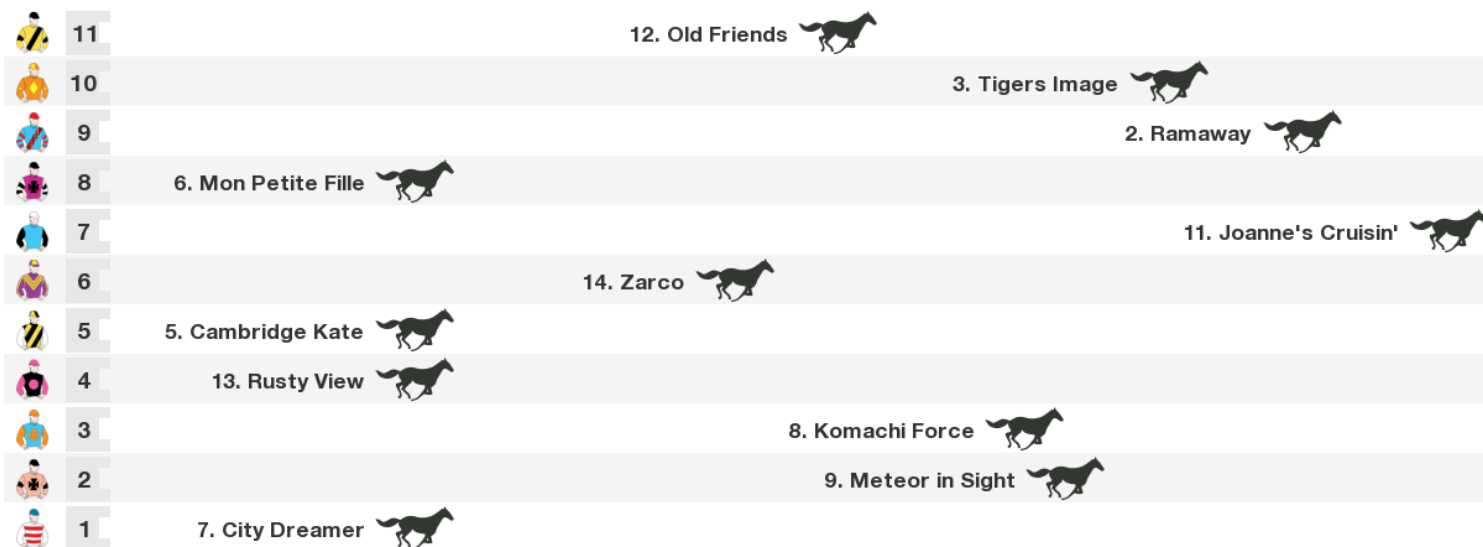 11 12. Old Friends
10 3. Tigers Image
9 2. Ramaway
8 6. Mon Petite Fille
7 11. Joanne's Cruisin'
6 14. Zarco
5 5. Cambridge Kate
4 13. Rusty View
3 8. Komachi Force
2 9. Meteor in Sight
1 7. City Dreamer